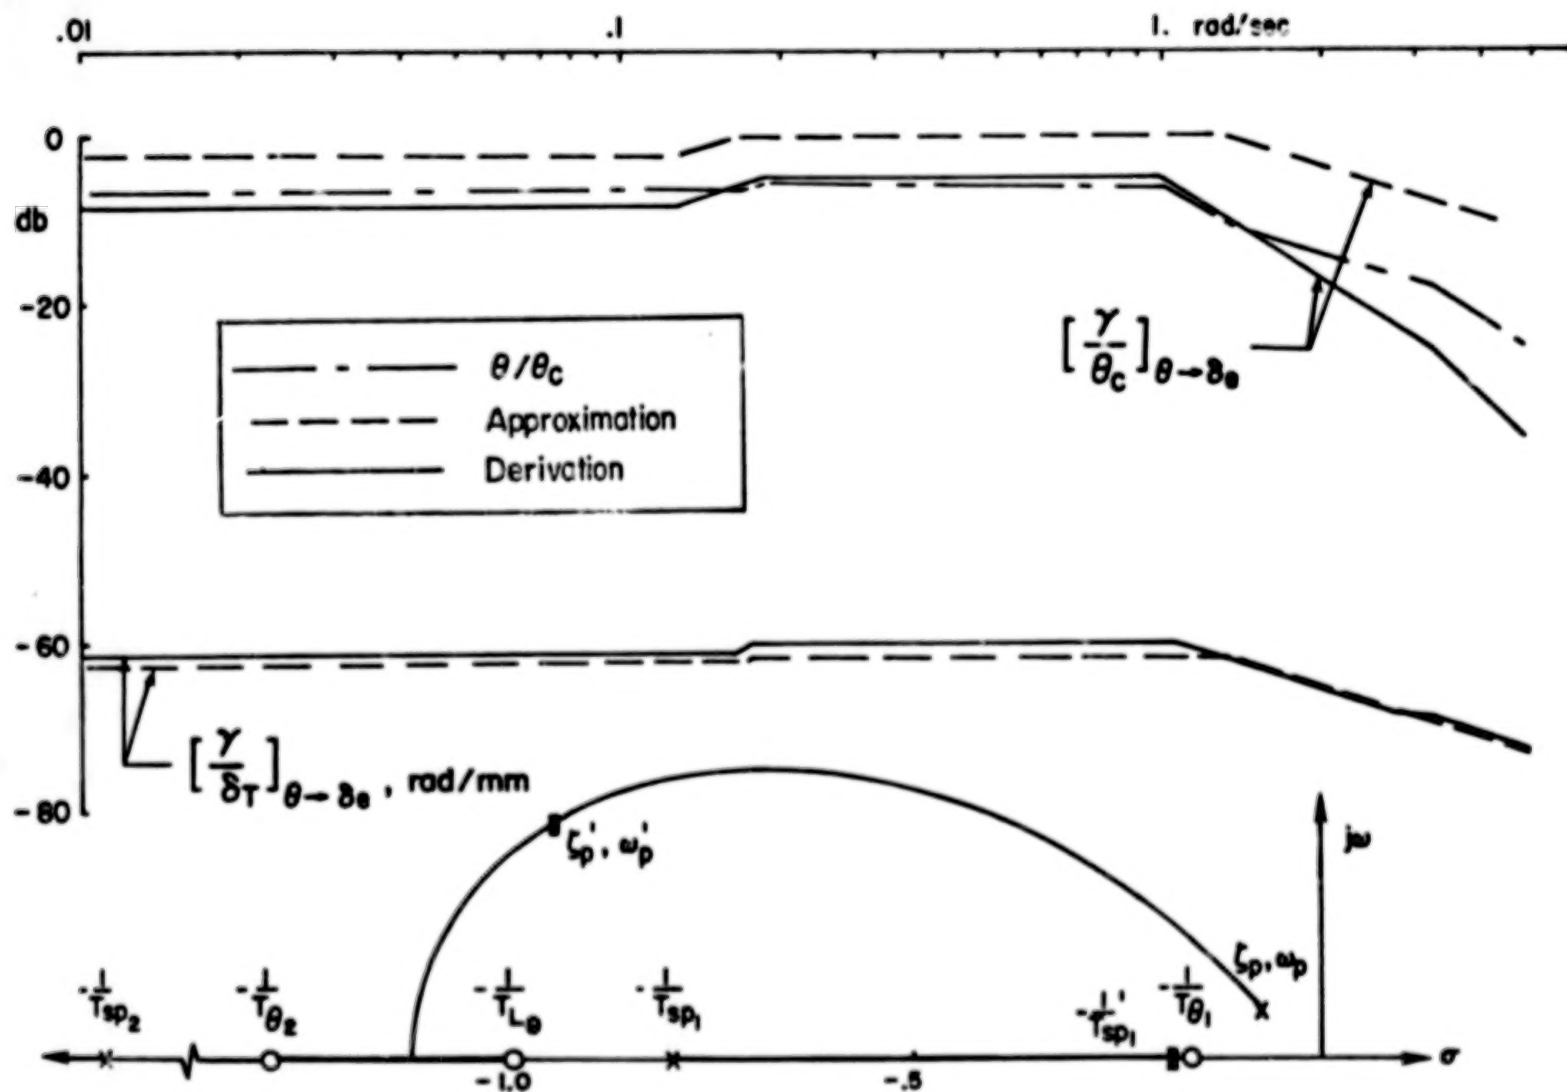 .01 .1 1. rad/sec
0
db
-20
-40
-60
-80
θ/θc
Approximation
Derivation
[γ/θc]θ→δe
[γ/δT]θ→δe, rad/mm
ζp', ωp'
jω
ζp, ωp
-1/Tsp2 -1/Tθ2 -1/TLθ -1/Tsp1 -1/Tsp1' -1/Tθ1
σ
-1.0 -.5